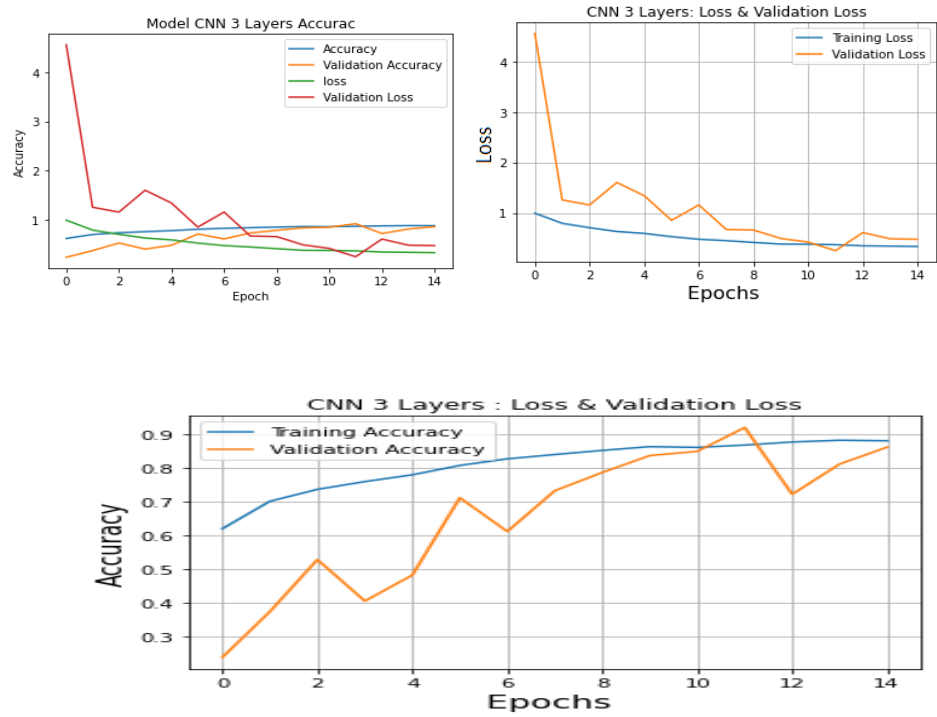 Model CNN 3 Layers Accurac
Accuracy
Validation Accuracy
loss
Validation Loss
4
3
2
1
Accuracy
0 2 4 6 8 10 12 14
Epoch
CNN 3 Layers: Loss & Validation Loss
Training Loss
Validation Loss
4
3
2
1
Loss
0 2 4 6 8 10 12 14
Epochs
CNN 3 Layers : Loss & Validation Loss
Training Accuracy
Validation Accuracy
0.9
0.8
0.7
0.6
0.5
0.4
0.3
Accuracy
0 2 4 6 8 10 12 14
Epochs